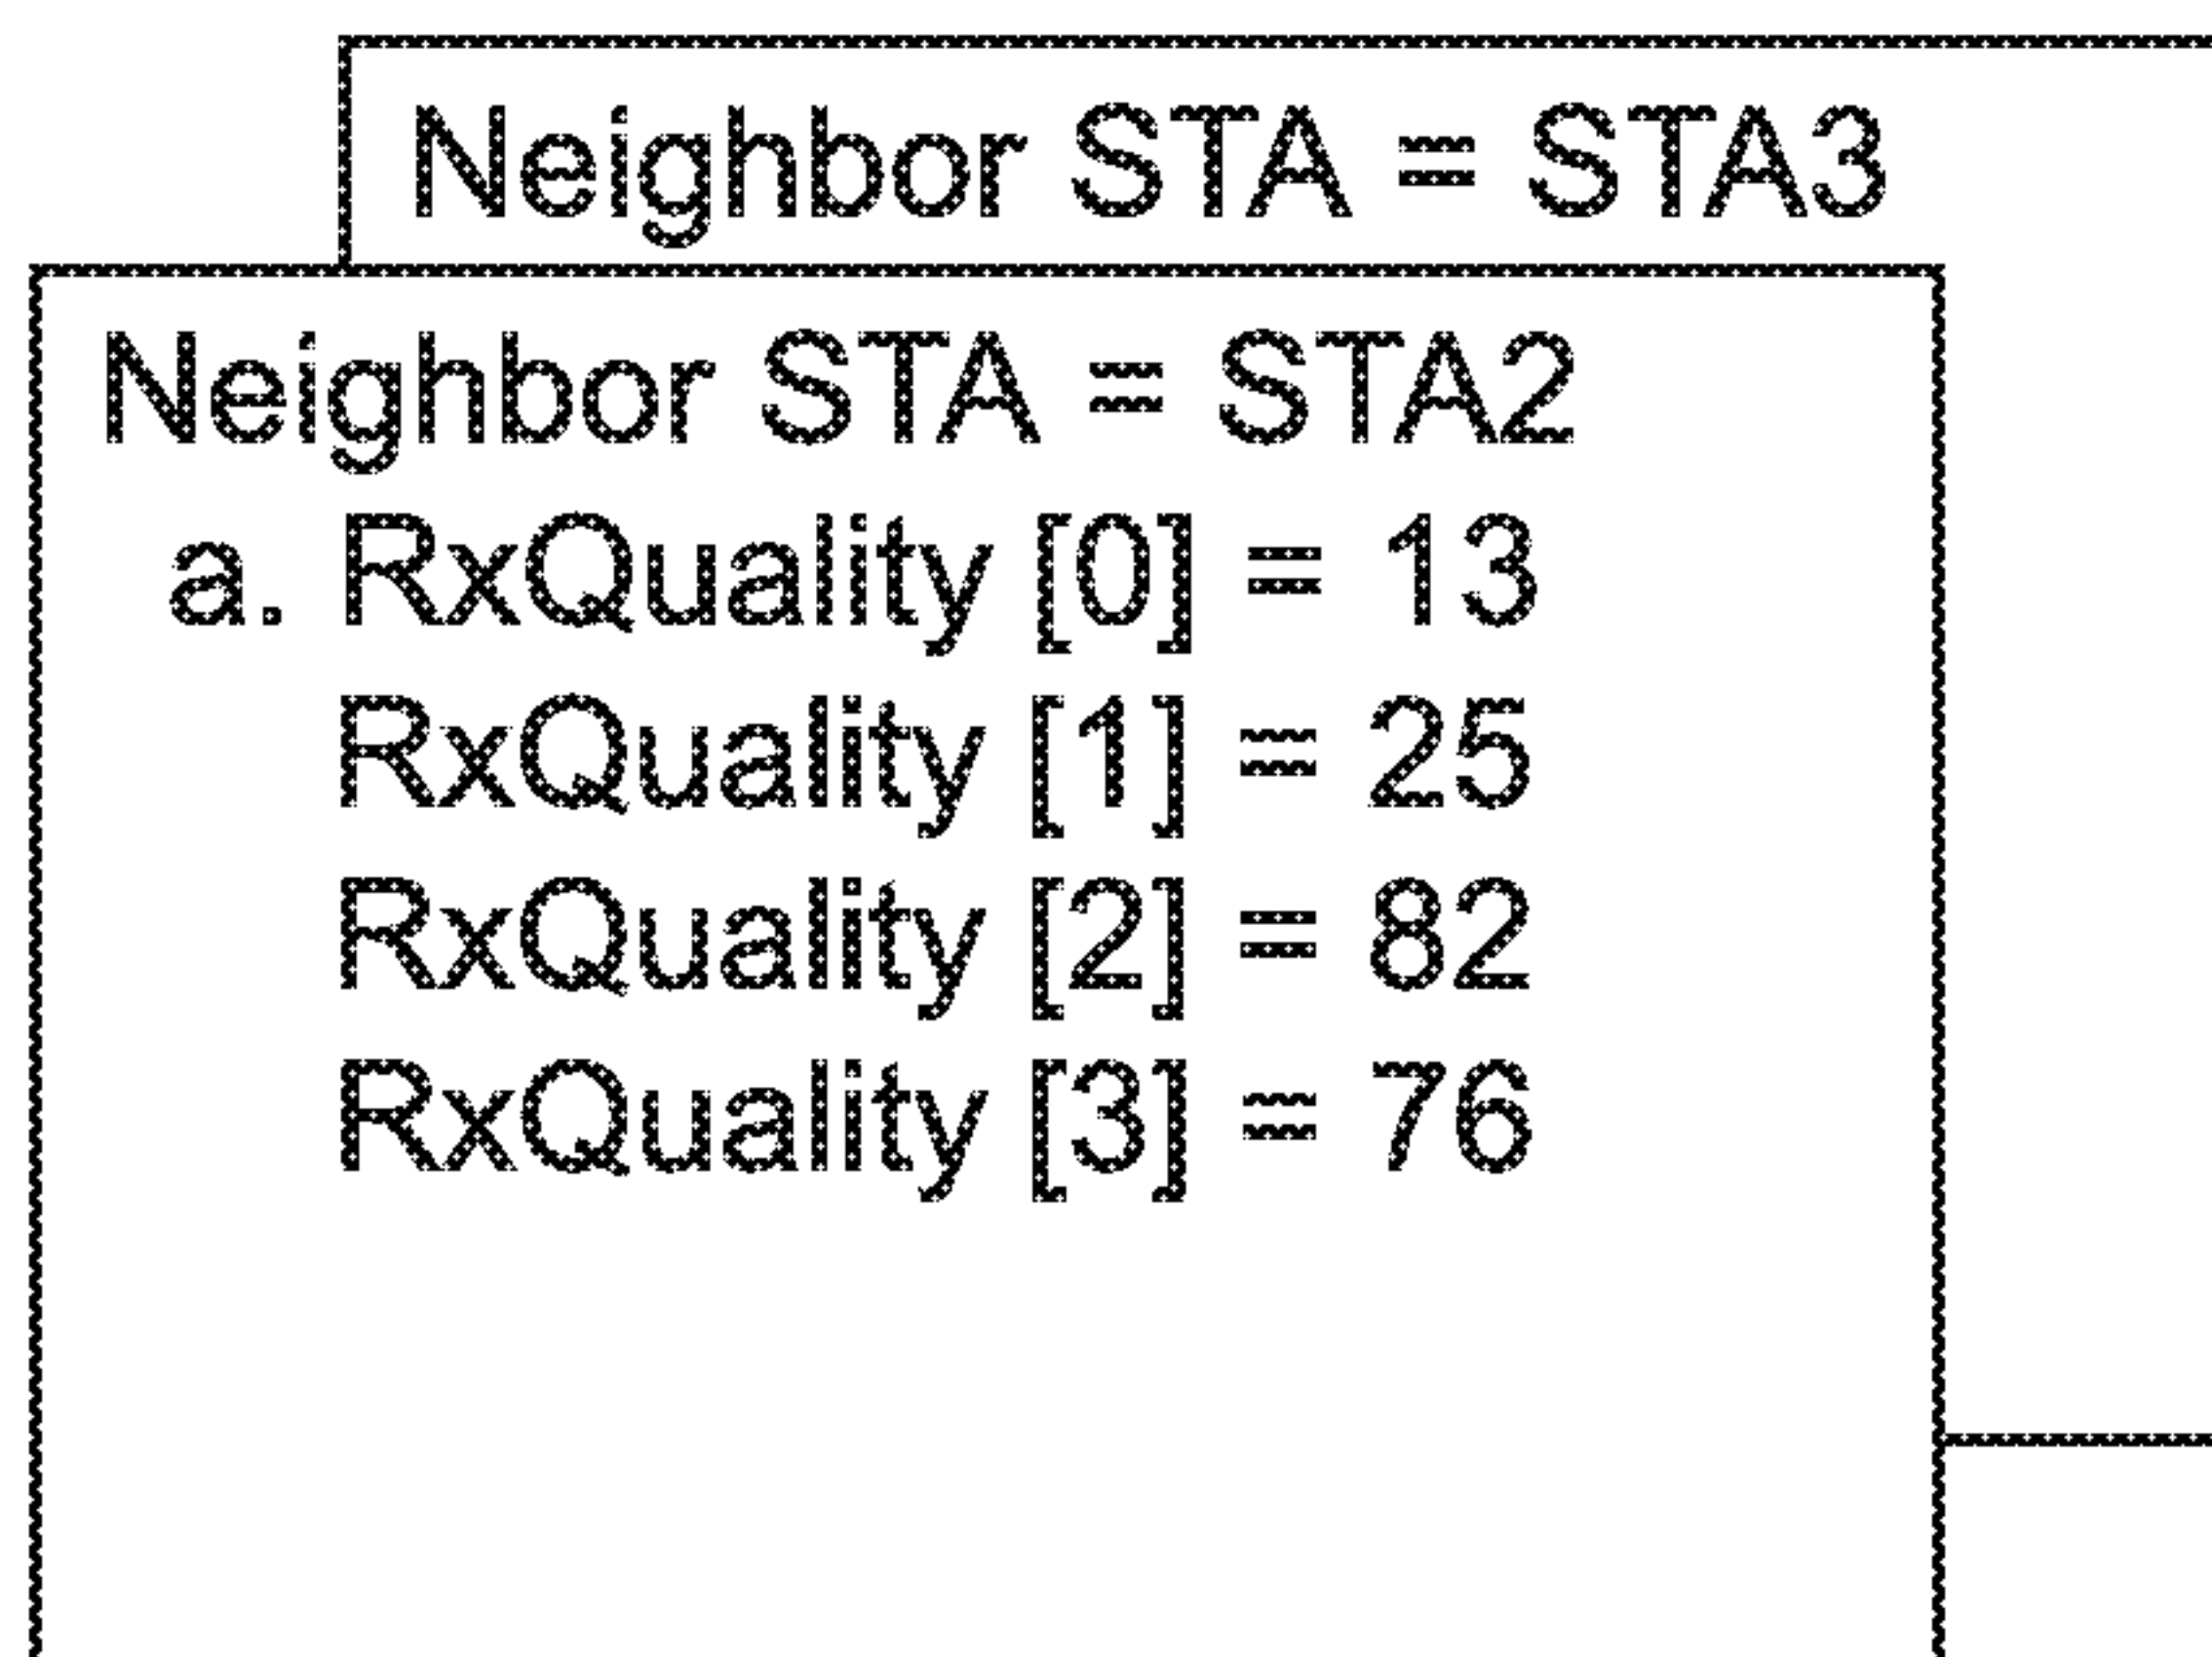 Neighbor STA = STA3
Neighbor STA = STA2
a. RxQuality [0] = 13
RxQuality [1] = 25
RxQuality [2] = 82
RxQuality [3] = 76